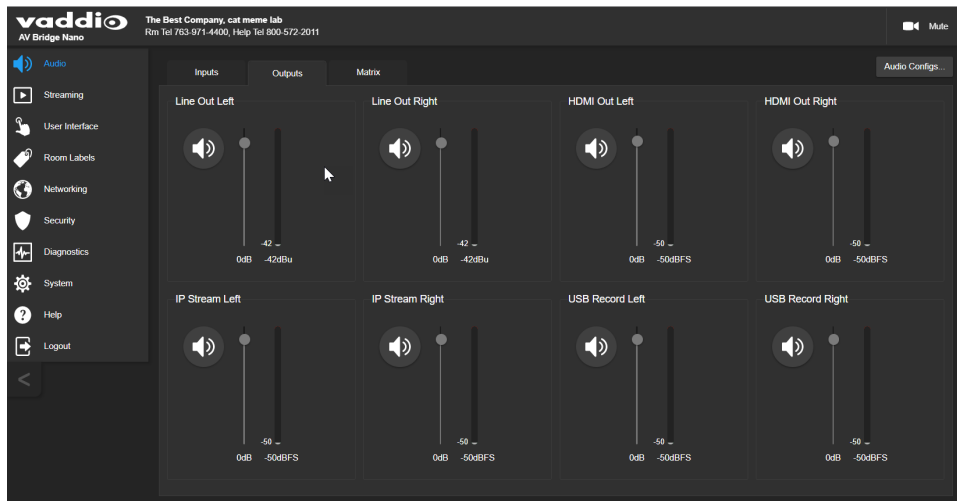 vaddio
AV Bridge Nano
The Best Company, cat meme lab
Rm Tel 763-971-4400, Help Tel 800-572-2011
Mute
Audio
Streaming
User Interface
Room Labels
Networking
Security
Diagnostics
System
Help
Logout
<
Inputs Outputs Matrix
Audio Configs...
Line Out Left
-42
0dB -42dBu
Line Out Right
-42
0dB -42dBu
HDMI Out Left
-50
0dB -50dBFS
HDMI Out Right
-50
0dB -50dBFS
IP Stream Left
-50
0dB -50dBFS
IP Stream Right
-50
0dB -50dBFS
USB Record Left
-50
0dB -50dBFS
USB Record Right
-50
0dB -50dBFS